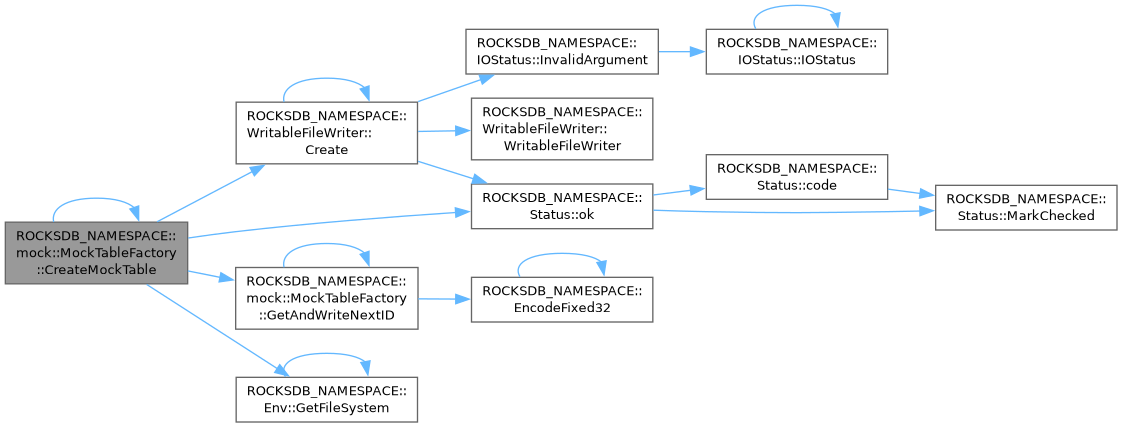 ROCKSDB_NAMESPACE::
mock::MockTableFactory
::CreateMockTable
ROCKSDB_NAMESPACE::
WritableFileWriter::
Create
ROCKSDB_NAMESPACE::
IOStatus::InvalidArgument
ROCKSDB_NAMESPACE::
IOStatus::IOStatus
ROCKSDB_NAMESPACE::
WritableFileWriter::
WritableFileWriter
ROCKSDB_NAMESPACE::
Status::ok
ROCKSDB_NAMESPACE::
Status::code
ROCKSDB_NAMESPACE::
Status::MarkChecked
ROCKSDB_NAMESPACE::
mock::MockTableFactory
::GetAndWriteNextID
ROCKSDB_NAMESPACE::
EncodeFixed32
ROCKSDB_NAMESPACE::
Env::GetFileSystem